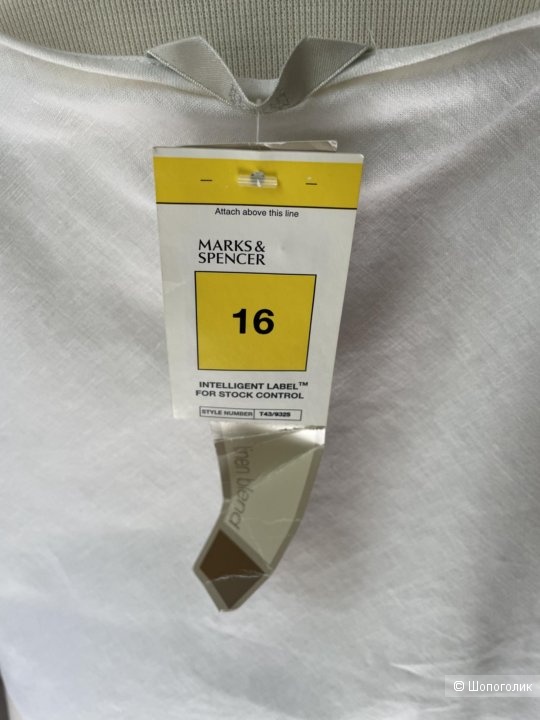 Attach above this line
MARKS &
SPENCER
16
INTELLIGENT LABEL™
FOR STOCK CONTROL
STYLE NUMBER T43/9325
linen blend
© Шопоголик